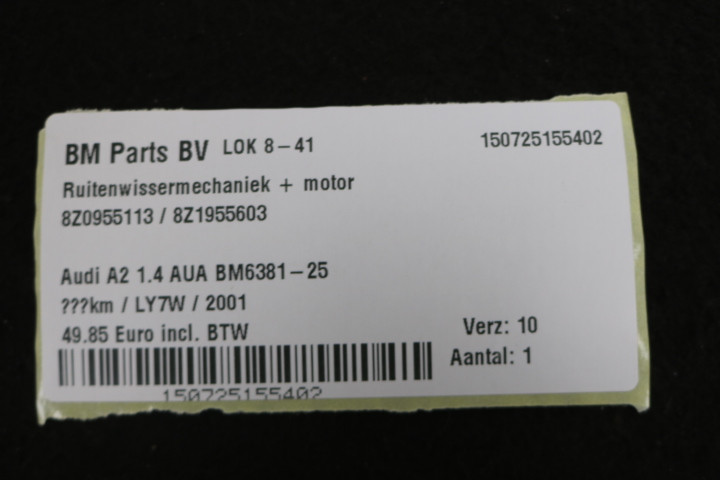 BM Parts BV LOK 8-41 150725155402
Ruitenwissermechaniek + motor
8Z0955113 / 8Z1955603
Audi A2 1.4 AUA BM6381-25
???km / LY7W / 2001
49.85 Euro incl. BTW Verz: 10
Aantal: 1
150725155402